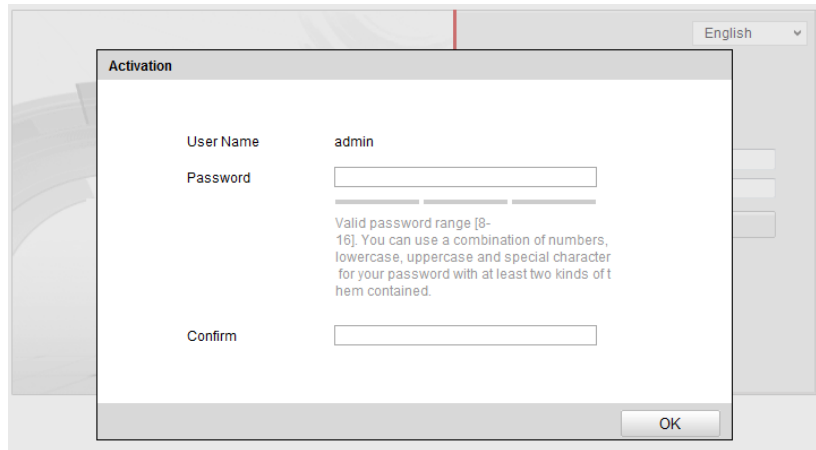 English
Activation
User Name admin
Password
Valid password range [8-
16]. You can use a combination of numbers,
lowercase, uppercase and special character
for your password with at least two kinds of t
hem contained.
Confirm
OK